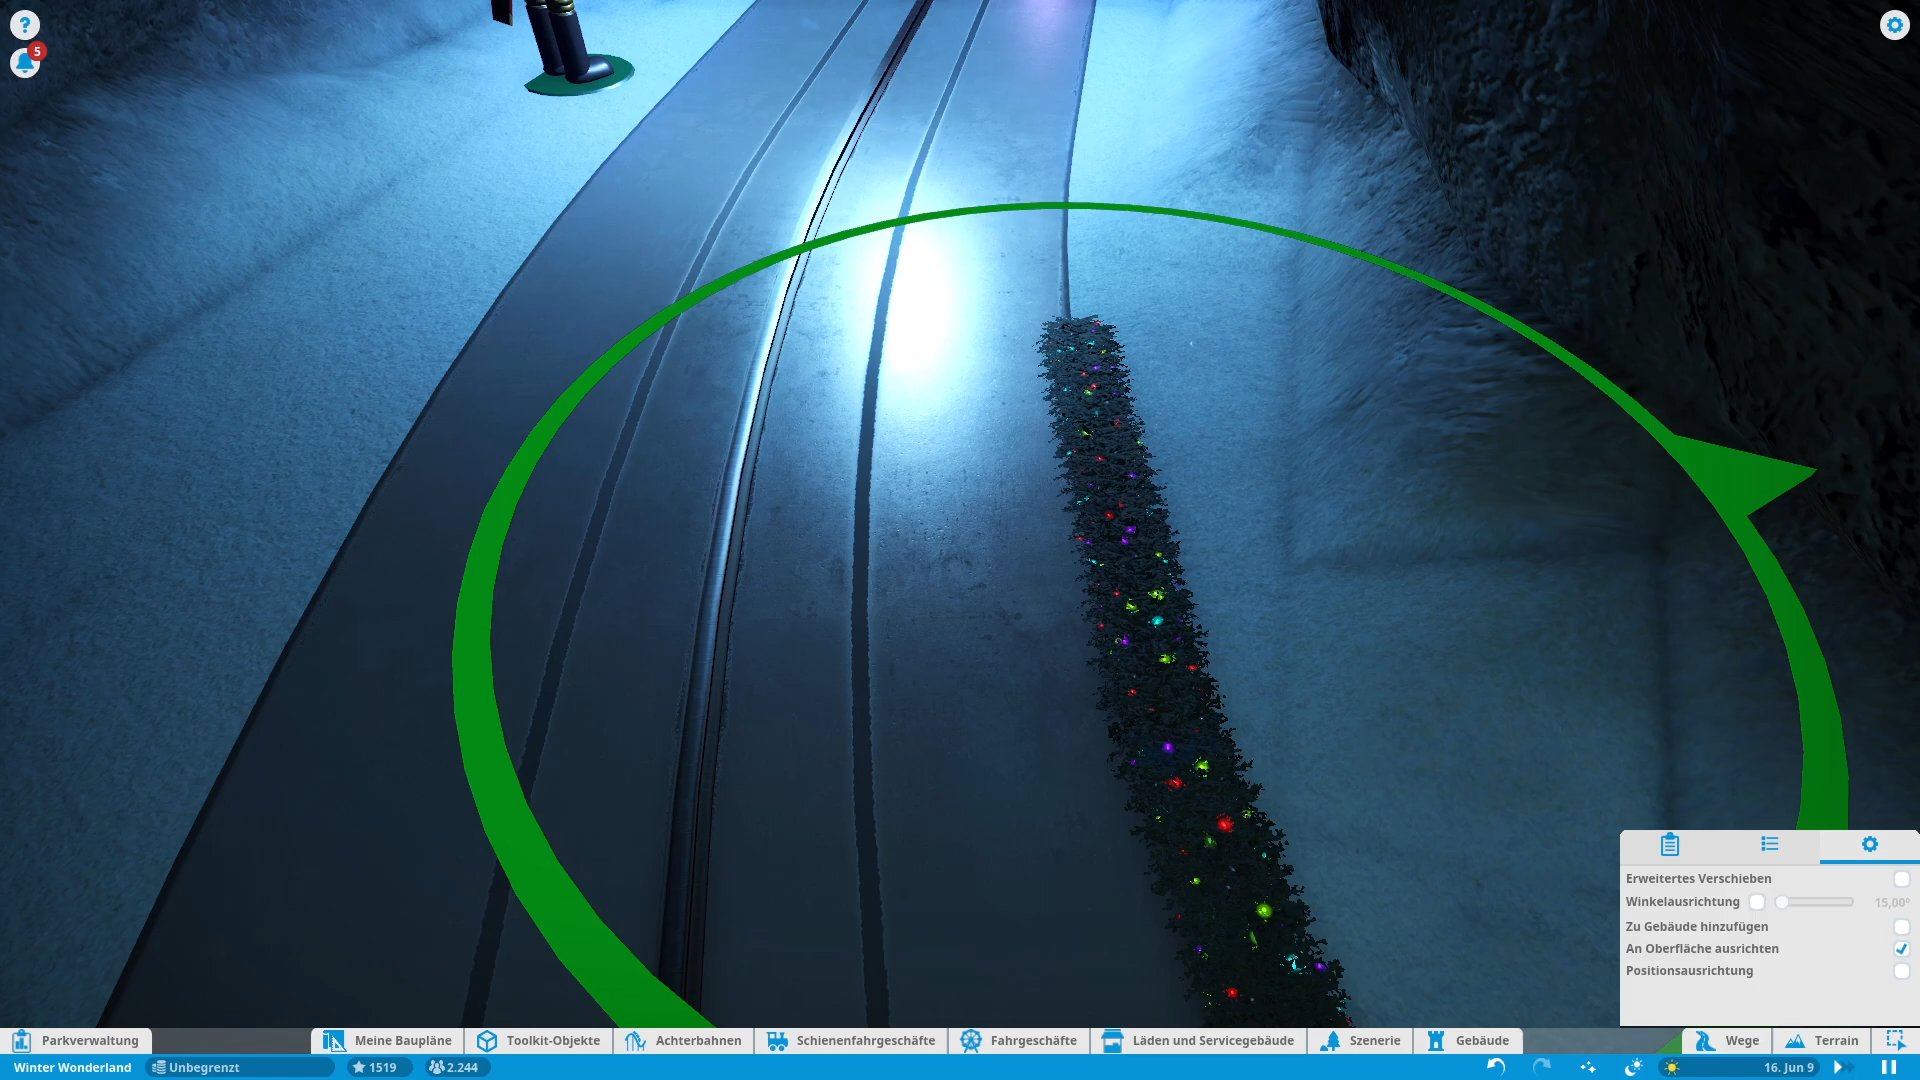 ?
5
Erweitertes Verschieben
Winkelausrichtung 15,00°
Zu Gebäude hinzufügen
An Oberfläche ausrichten
Positionsausrichtung
Parkverwaltung Meine Baupläne Toolkit-Objekte Achterbahnen Schienenfahrgeschäfte Fahrgeschäfte Läden und Servicegebäude Szenerie Gebäude Wege Terrain
Winter Wonderland Unbegrenzt 1519 2.244 16. Jun 9